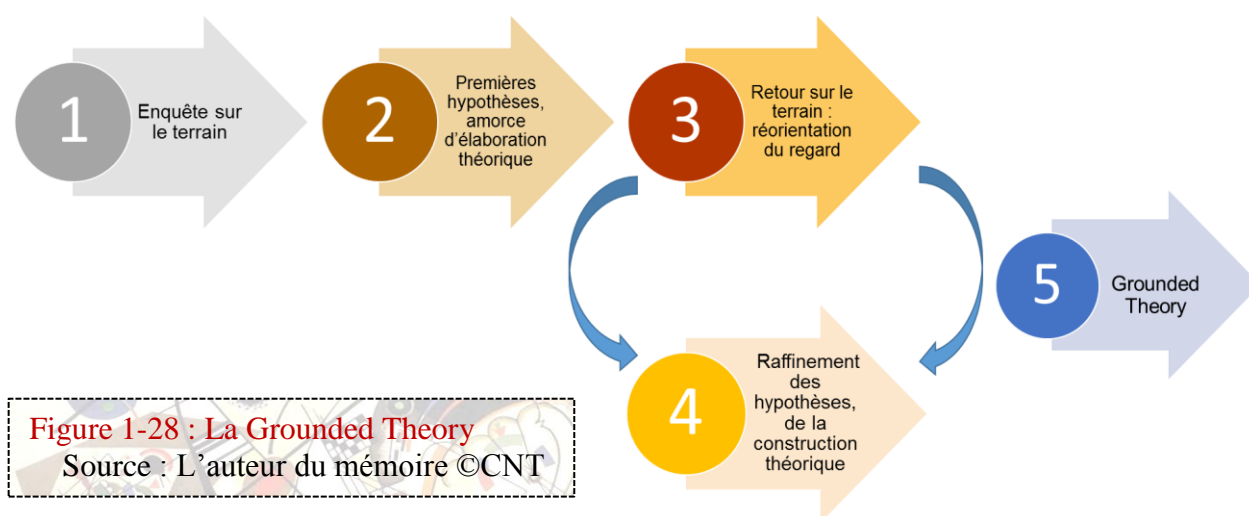 1
Enquête sur
le terrain
2
Premières
hypothèses,
amorce
d'élaboration
théorique
3
Retour sur le
terrain :
réorientation
du regard
4
Raffinement
des
hypothèses,
de la
construction
théorique
5
Grounded
Theory
Figure 1-28 : La Grounded Theory
Source : L'auteur du mémoire ©CNT